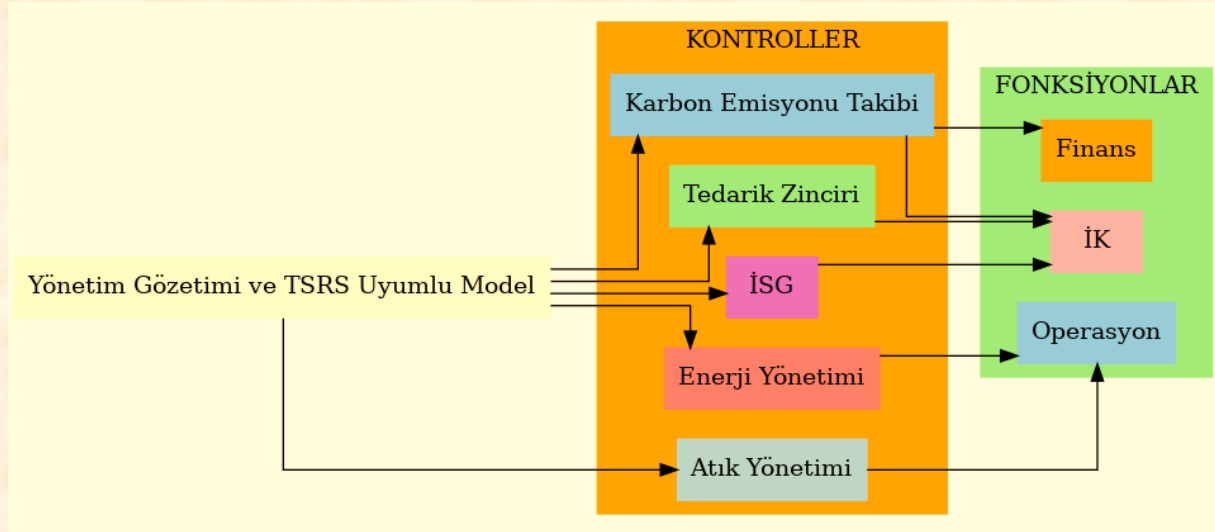 KONTROLLER
Karbon Emisyonu Takibi
Tedarik Zinciri
İSG
Enerji Yönetimi
Atık Yönetimi
FONKSİYONLAR
Finans
İK
Operasyon
Yönetim Gözetimi ve TSRS Uyumlu Model